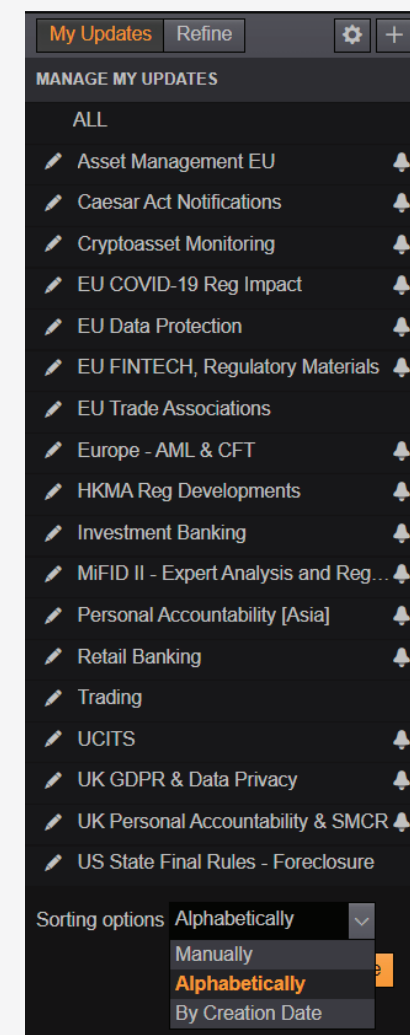 My Updates Refine
MANAGE MY UPDATES
ALL
Asset Management EU
Caesar Act Notifications
Cryptoasset Monitoring
EU COVID-19 Reg Impact
EU Data Protection
EU FINTECH, Regulatory Materials
EU Trade Associations
Europe - AML & CFT
HKMA Reg Developments
Investment Banking
MiFID II - Expert Analysis and Reg...
Personal Accountability [Asia]
Retail Banking
Trading
UCITS
UK GDPR & Data Privacy
UK Personal Accountability & SMCR
US State Final Rules - Foreclosure
Sorting options Alphabetically
Manually
Alphabetically
By Creation Date